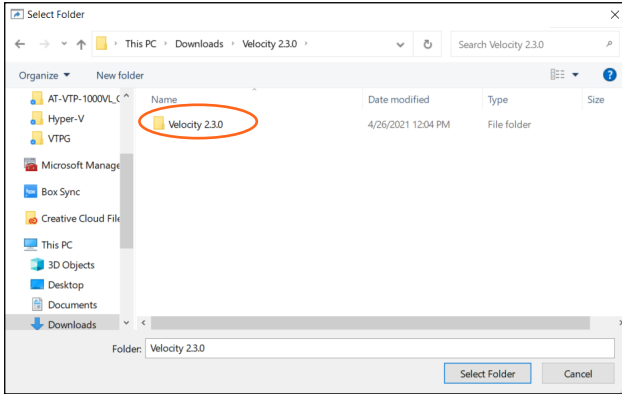 Select Folder
This PC > Downloads > Velocity 2.3.0 >
Search Velocity 2.3.0
Organize
New folder
Name
Date modified
Type
Size
AT-VTP-1000VL_
Velocity 2.3.0
4/26/2021 12:04 PM
File folder
Hyper-V
VTPG
Microsoft Manage
Box Sync
Creative Cloud File
This PC
3D Objects
Desktop
Documents
Downloads
Folder: Velocity 2.3.0
Select Folder
Cancel